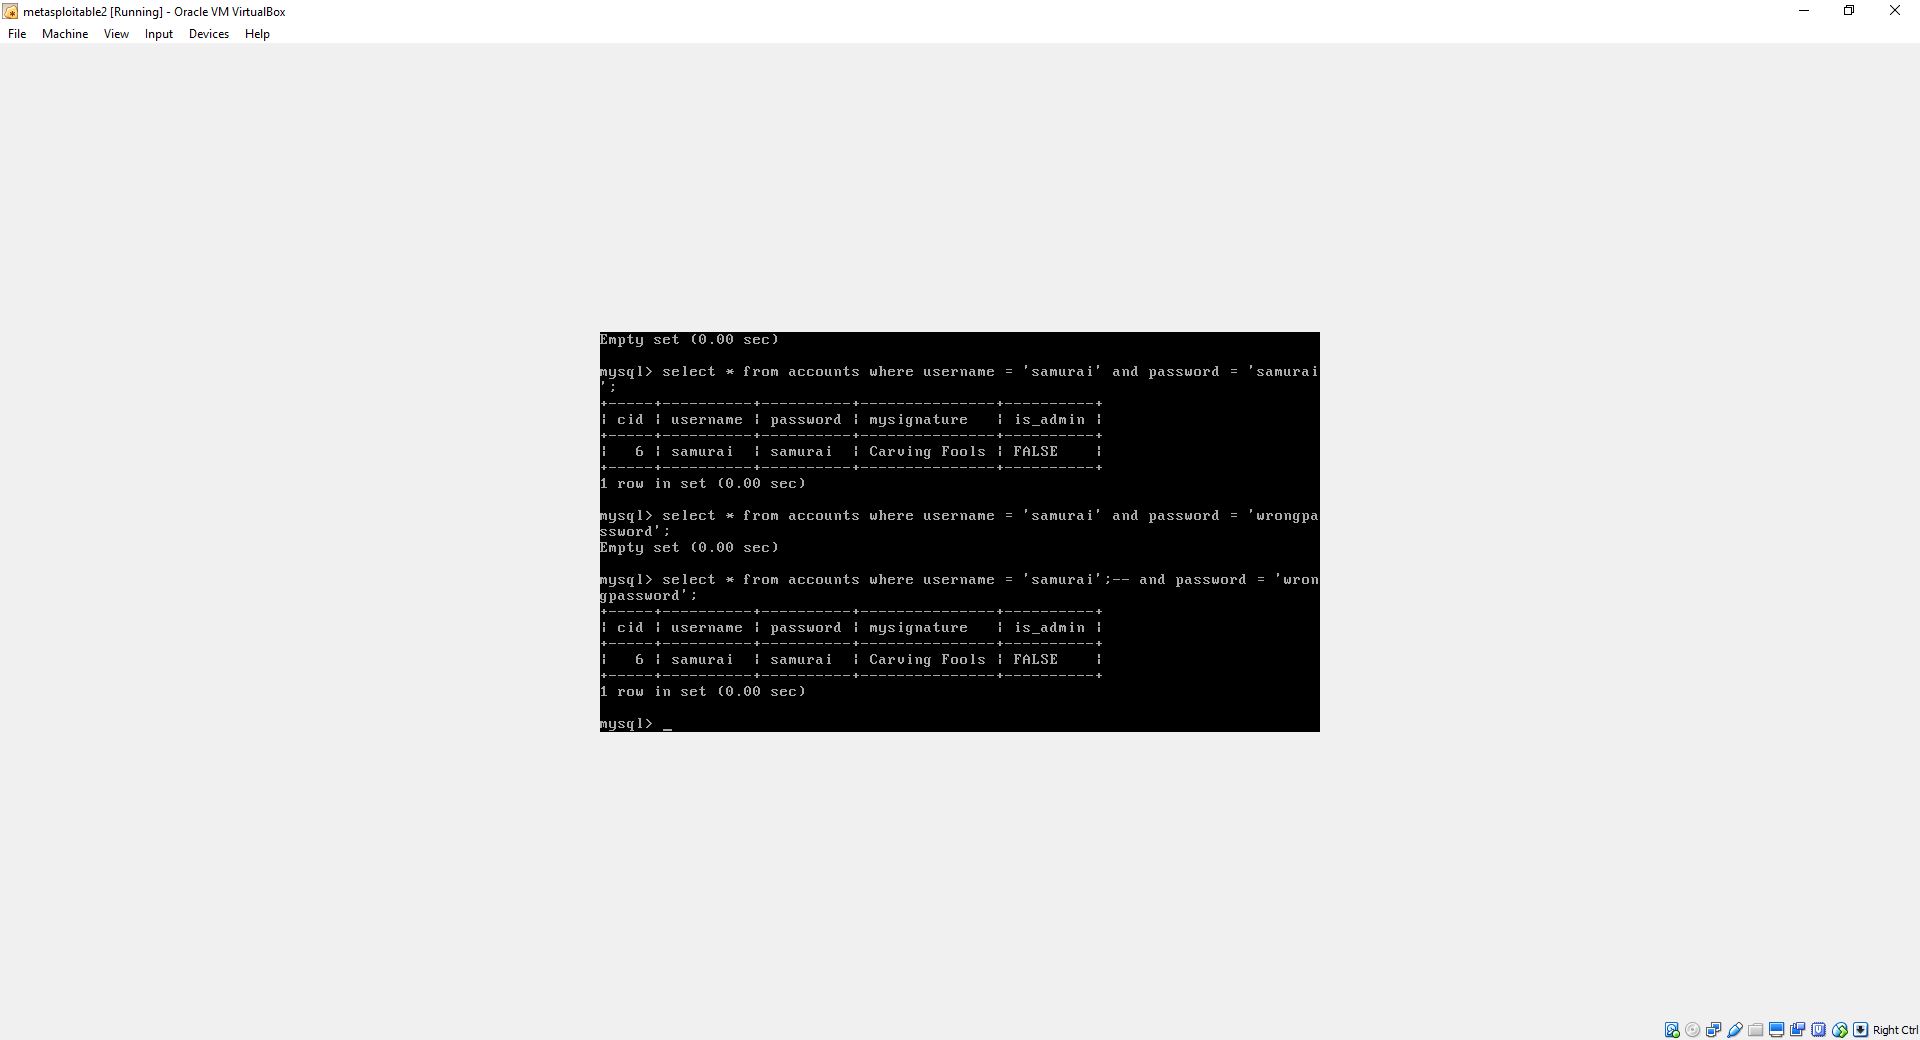 metasploitable2 [Running] - Oracle VM VirtualBox
File Machine View Input Devices Help
Empty set (0.00 sec)
mysql> select * from accounts where username = 'samurai' and password = 'samurai
';
+-----+----------+----------+---------------+----------+
| cid | username | password | mysignature   | is_admin |
+-----+----------+----------+---------------+----------+
|   6 | samurai  | samurai  | Carving Fools | FALSE    |
+-----+----------+----------+---------------+----------+
1 row in set (0.00 sec)
mysql> select * from accounts where username = 'samurai' and password = 'wrongpa
ssword';
Empty set (0.00 sec)
mysql> select * from accounts where username = 'samurai';-- and password = 'wron
gpassword';
+-----+----------+----------+---------------+----------+
| cid | username | password | mysignature   | is_admin |
+-----+----------+----------+---------------+----------+
|   6 | samurai  | samurai  | Carving Fools | FALSE    |
+-----+----------+----------+---------------+----------+
1 row in set (0.00 sec)
mysql> _
Right Ctrl